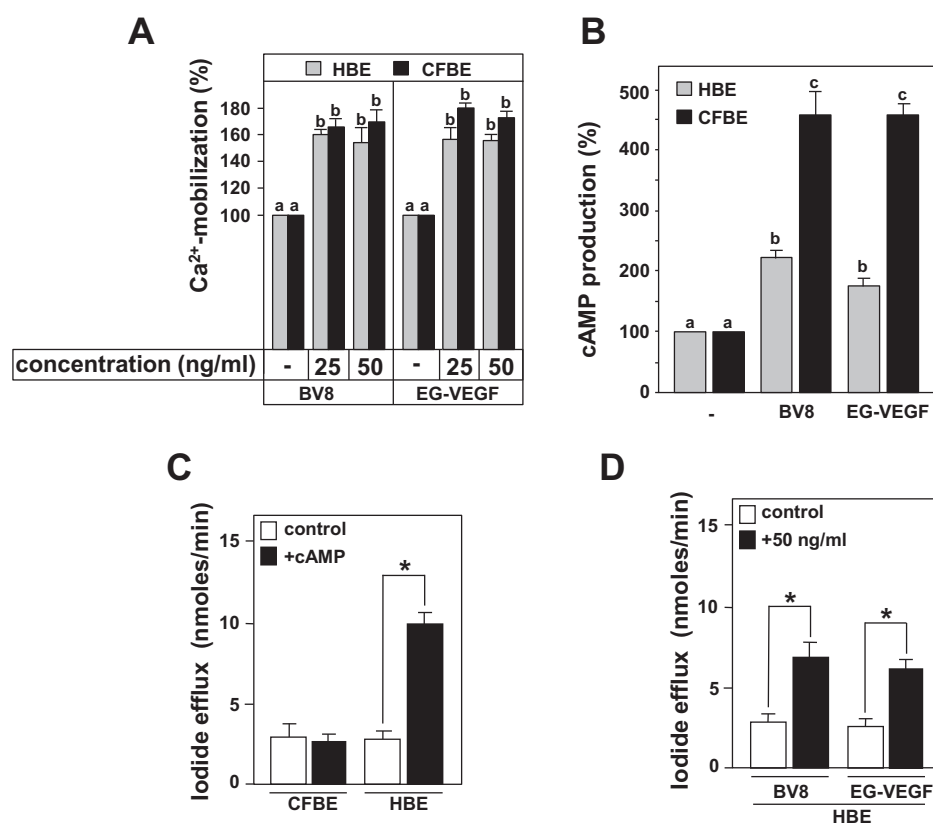 A
HBE CFBE
Ca²⁺-mobilization (%)
180
160
140
120
100
a a b b b b a a b b b b
concentration (ng/ml) - 25 50 - 25 50
BV8 EG-VEGF
B
HBE
CFBE
cAMP production (%)
500
450
200
150
100
50
0
a a b c b c
- BV8 EG-VEGF
C
control
+cAMP
Iodide efflux (nmoles/min)
15
10
5
0
*
CFBE HBE
D
control
+50 ng/ml
Iodide efflux (nmoles/min)
15
10
5
0
* *
BV8 EG-VEGF
HBE